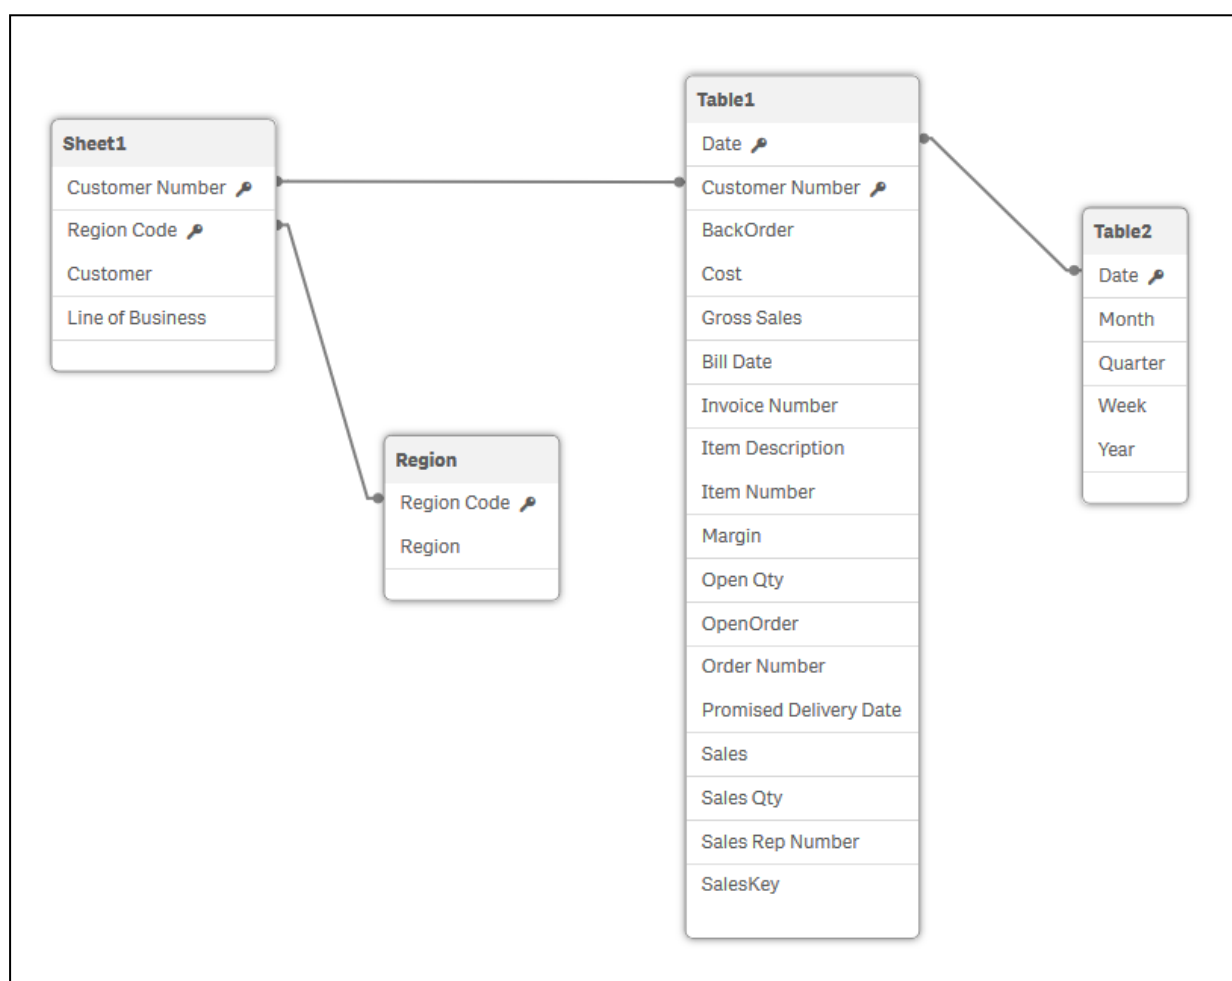 Sheet1
Customer Number
Region Code
Customer
Line of Business
Region
Region Code
Region
Table1
Date
Customer Number
BackOrder
Cost
Gross Sales
Bill Date
Invoice Number
Item Description
Item Number
Margin
Open Qty
OpenOrder
Order Number
Promised Delivery Date
Sales
Sales Qty
Sales Rep Number
SalesKey
Table2
Date
Month
Quarter
Week
Year